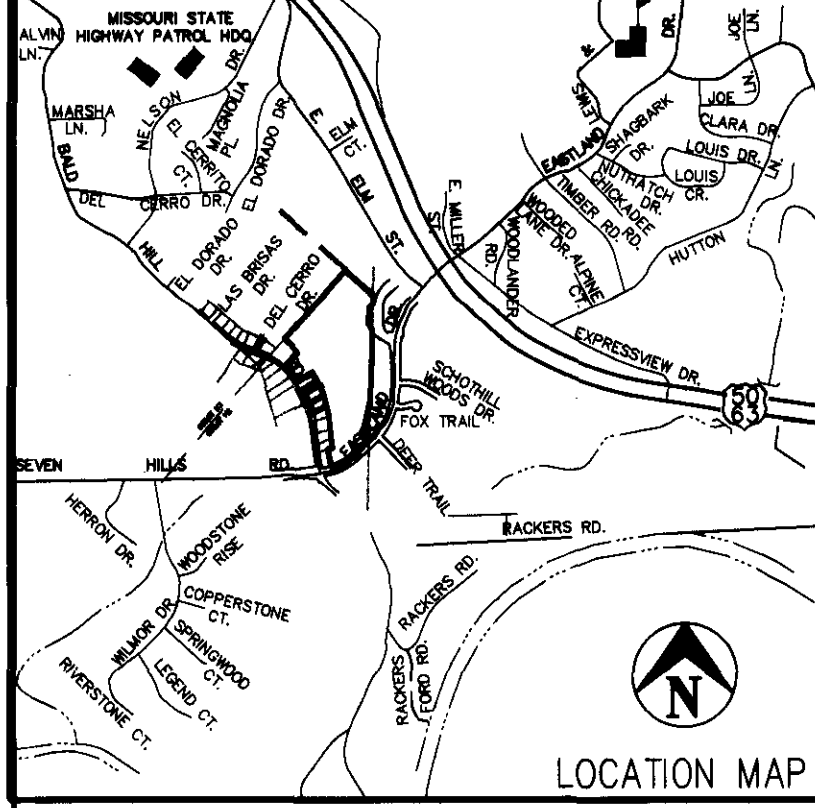 MISSOURI STATE
HIGHWAY PATROL HDQ
ALVIN
LN.
MARSHA
LN.
NELSON
DR.
MAGNOLIA
PL.
EL CERRITO
CT.
EL DORADO DR.
BALD
HILL
DEL
CERRO DR.
EL DORADO
DR.
LAS BRISAS
DR.
DEL CERRO
DR.
E.
ELM
ST.
ELM
CT.
E. MILLER
ST.
DR.
LEWIS
DR.
EASTLAND
SHAGBARK
DR.
JOE
LN.
JOE
LN.
CLARA DR.
LOUIS DR.
LOUIS
CR.
LN.
NUTRATCH
DR.
CHICKADEE
RD.
TIMBER RD.
WOODED
LANE DR.
WOODLANDER
RD.
ALPINE
CT.
HUTTON
EXPRESSVIEW DR.
50
63
SCHOTHILL
WOODS DR.
FOX TRAIL
EASTLAND
DEER TRAIL
SEVEN HILLS RD.
HERRON DR.
WOODSTONE
RISE
COPPERSTONE
CT.
WILMOR DR.
SPRINGWOOD
CT.
LEGEND CT.
RIVERSTONE CT.
RACKERS RD.
RACKERS RD.
RACKERS
FORD RD.
N
LOCATION MAP